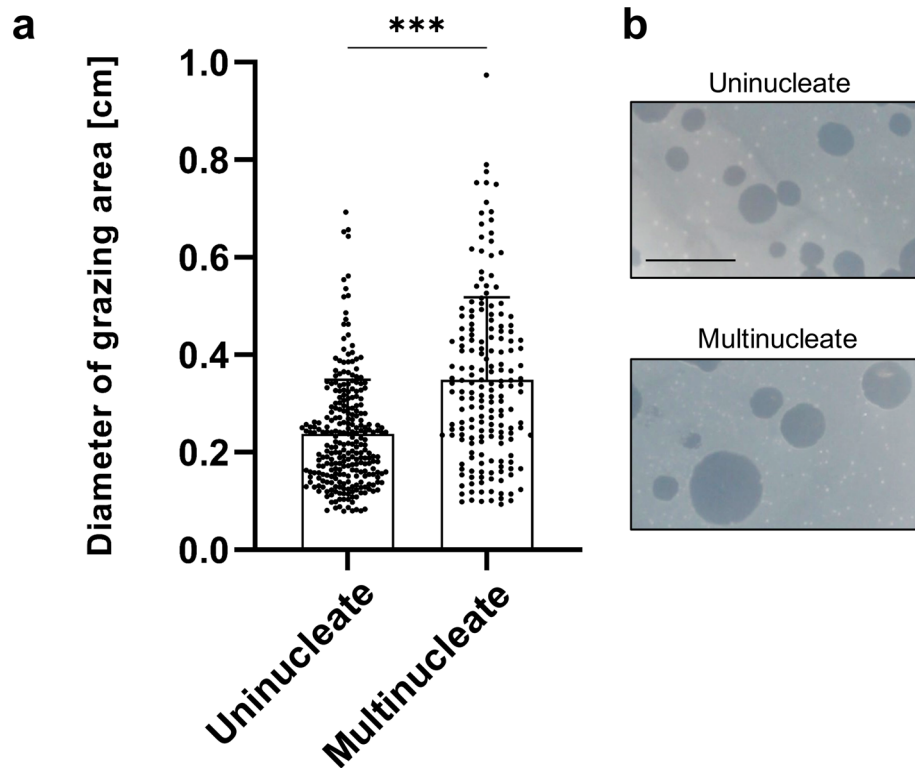 a
***
Diameter of grazing area [cm]
1.0
0.8
0.6
0.4
0.2
0.0
Uninucleate
Multinucleate
b
Uninucleate
Multinucleate